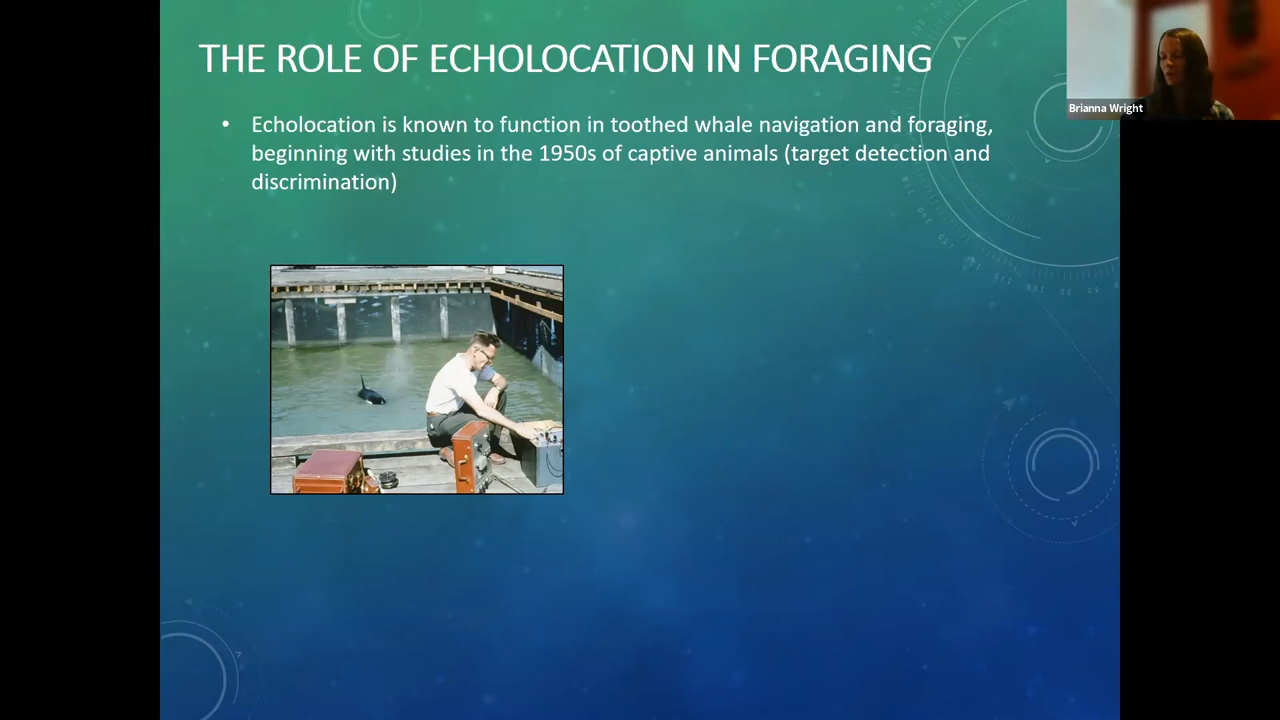 THE ROLE OF ECHOLOCATION IN FORAGING
• Echolocation is known to function in toothed whale navigation and foraging,
beginning with studies in the 1950s of captive animals (target detection and
discrimination)
Brianna Wright